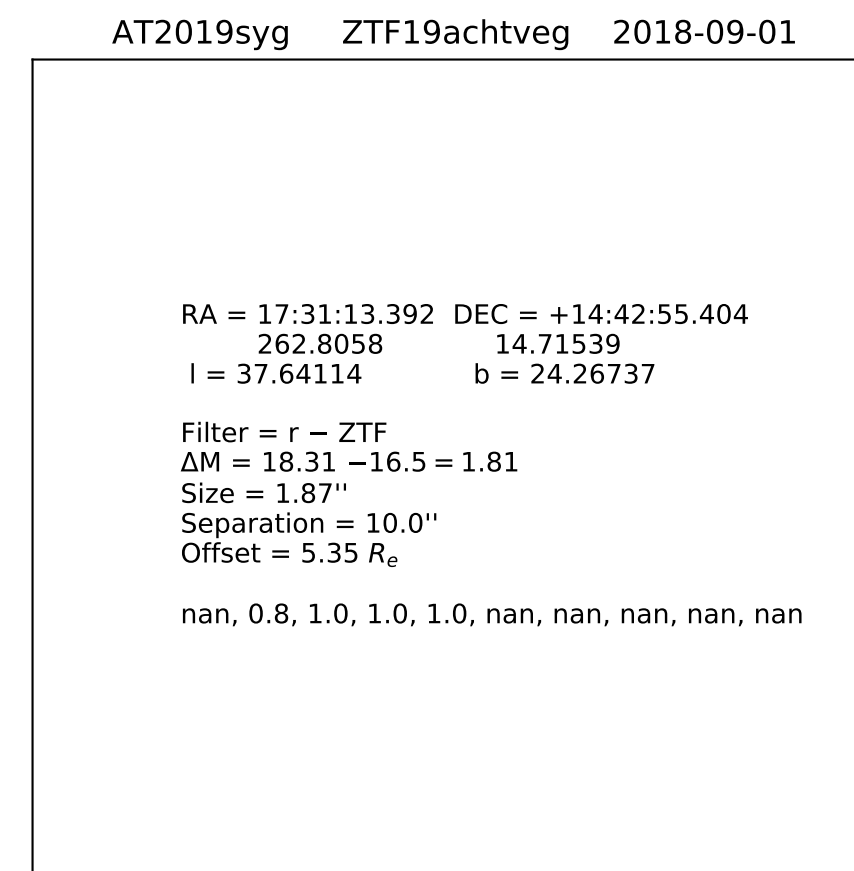 AT2019syg ZTF19achtveg 2018-09-01
RA = 17:31:13.392 DEC = +14:42:55.404
262.8058 14.71539
l = 37.64114 b = 24.26737
Filter = r − ZTF
ΔM = 18.31 −16.5 = 1.81
Size = 1.87''
Separation = 10.0''
Offset = 5.35 Re
nan, 0.8, 1.0, 1.0, 1.0, nan, nan, nan, nan, nan